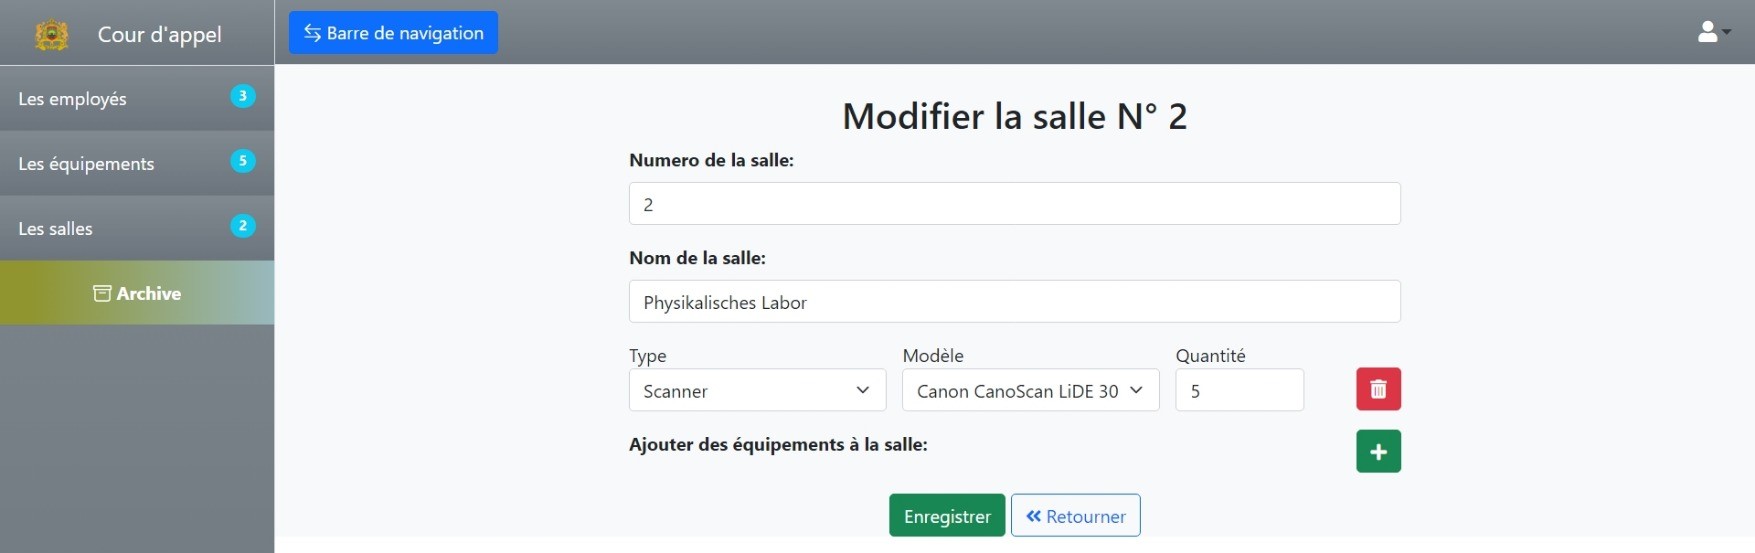 Cour d'appel
Barre de navigation
Les employés 3
Les équipements 5
Les salles 2
Archive
Modifier la salle N° 2
Numero de la salle:
2
Nom de la salle:
Physikalisches Labor
Type Modèle Quantité
Scanner Canon CanoScan LiDE 30 5
Ajouter des équipements à la salle:
Enregistrer Retourner